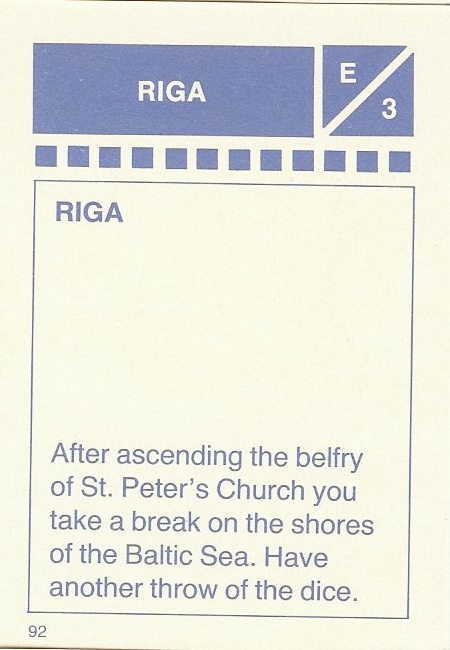 RIGA
E
3
RIGA
After ascending the belfry
of St. Peter's Church you
take a break on the shores
of the Baltic Sea. Have
another throw of the dice.
92